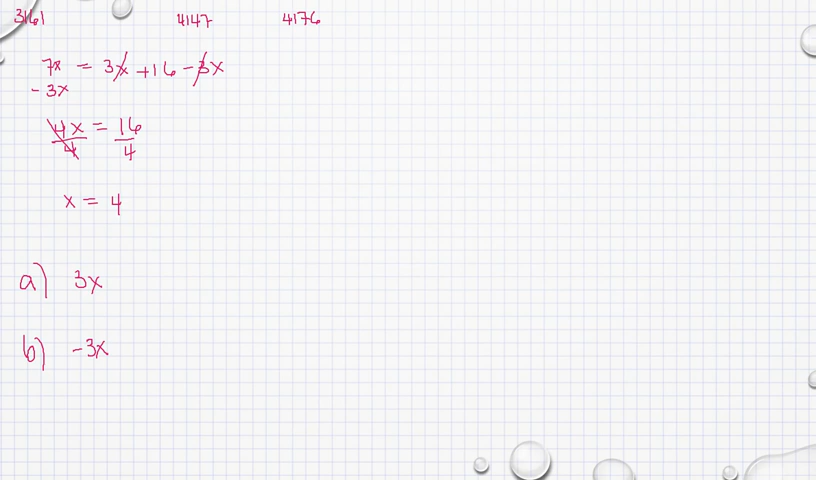 3161 4147 4176
7x = 3x + 16 - 3x
- 3x
4x = 16
4 4
x = 4
a) 3x
b) -3x